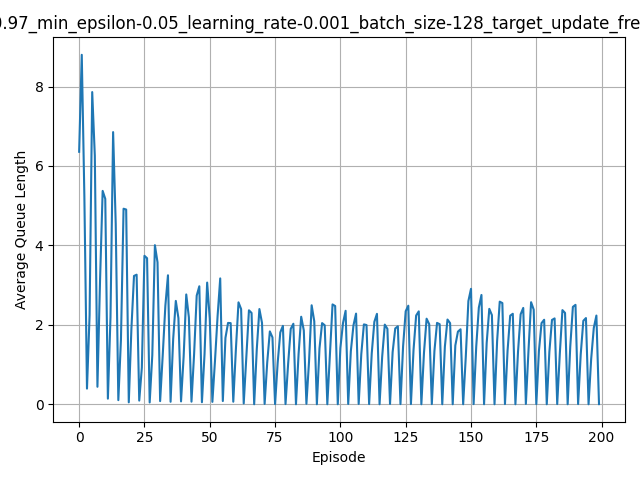 0.97_min_epsilon-0.05_learning_rate-0.001_batch_size-128_target_update_fre
8
6
4
2
0
Average Queue Length
0 25 50 75 100 125 150 175 200
Episode